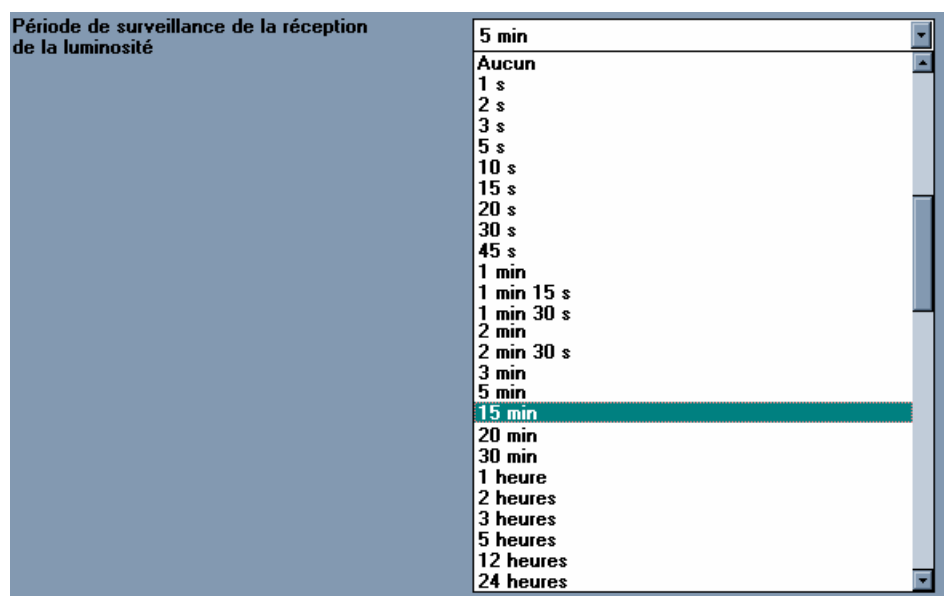 Période de surveillance de la réception
de la luminosité
5 min
Aucun
1 s
2 s
3 s
5 s
10 s
15 s
20 s
30 s
45 s
1 min
1 min 15 s
1 min 30 s
2 min
2 min 30 s
3 min
5 min
15 min
20 min
30 min
1 heure
2 heures
3 heures
5 heures
12 heures
24 heures